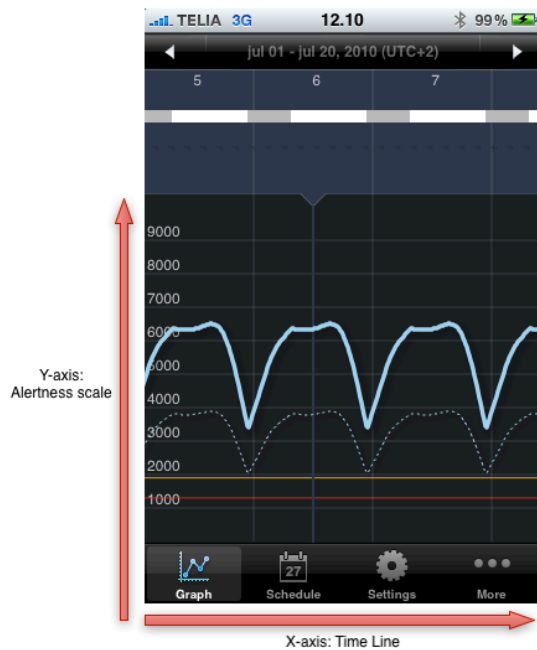 TELIA 3G 12.10 99%
jul 01 - jul 20, 2010 (UTC+2)
5 6 7
9000
8000
7000
6000
5000
4000
3000
2000
1000
Y-axis:
Alertness scale
27
Graph Schedule Settings More
X-axis: Time Line